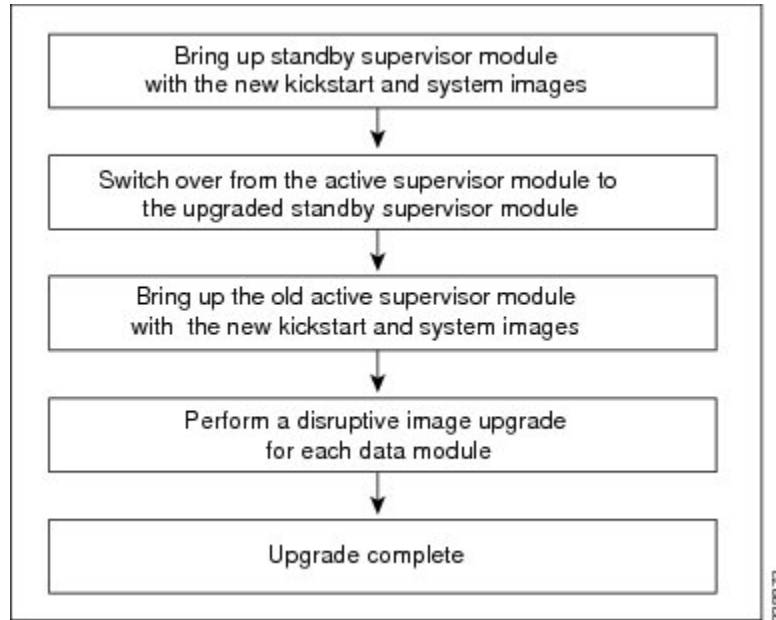 Bring up standby supervisor module
with the new kickstart and system images
Switch over from the active supervisor module to
the upgraded standby supervisor module
Bring up the old active supervisor module
with the new kickstart and system images
Perform a disruptive image upgrade
for each data module
Upgrade complete